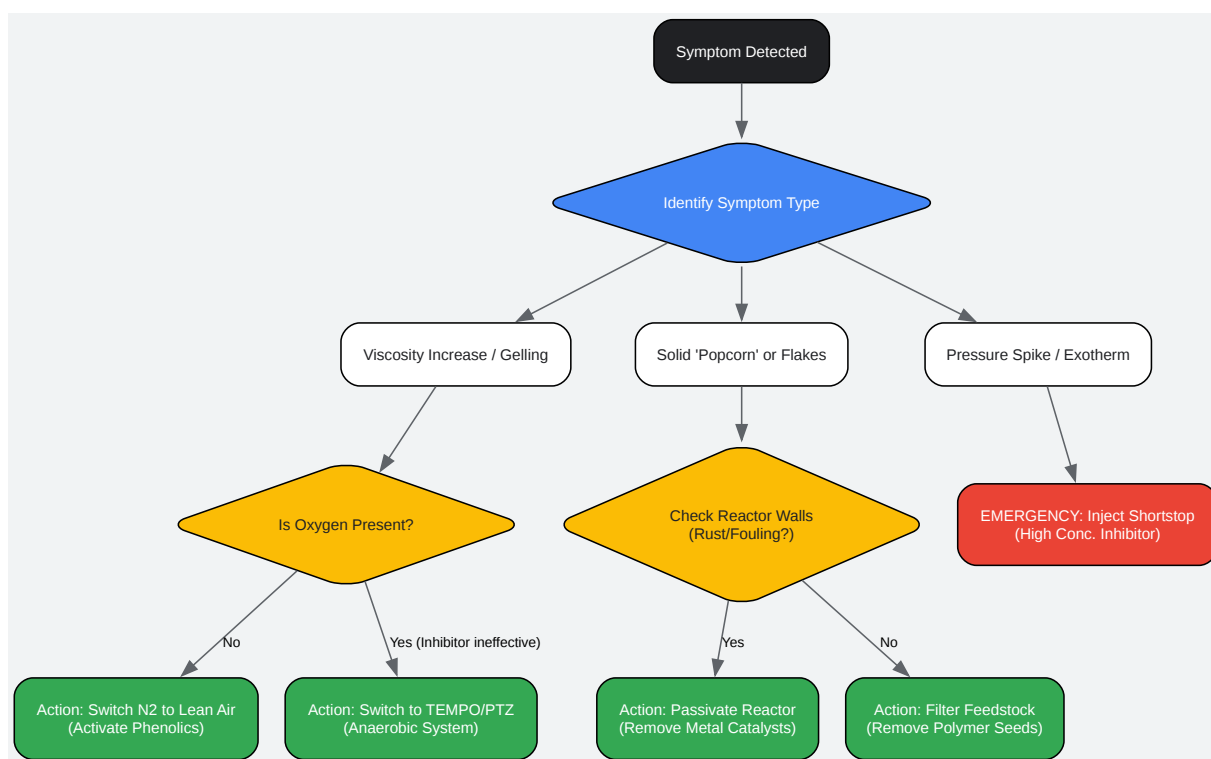 Symptom Detected
Identify Symptom Type
Viscosity Increase / Gelling
Solid 'Popcorn' or Flakes
Pressure Spike / Exotherm
Is Oxygen Present?
Check Reactor Walls
(Rust/Fouling?)
EMERGENCY: Inject Shortstop
(High Conc. Inhibitor)
No
Yes (Inhibitor ineffective)
Yes
No
Action: Switch N2 to Lean Air
(Activate Phenolics)
Action: Switch to TEMPO/PTZ
(Anaerobic System)
Action: Passivate Reactor
(Remove Metal Catalysts)
Action: Filter Feedstock
(Remove Polymer Seeds)